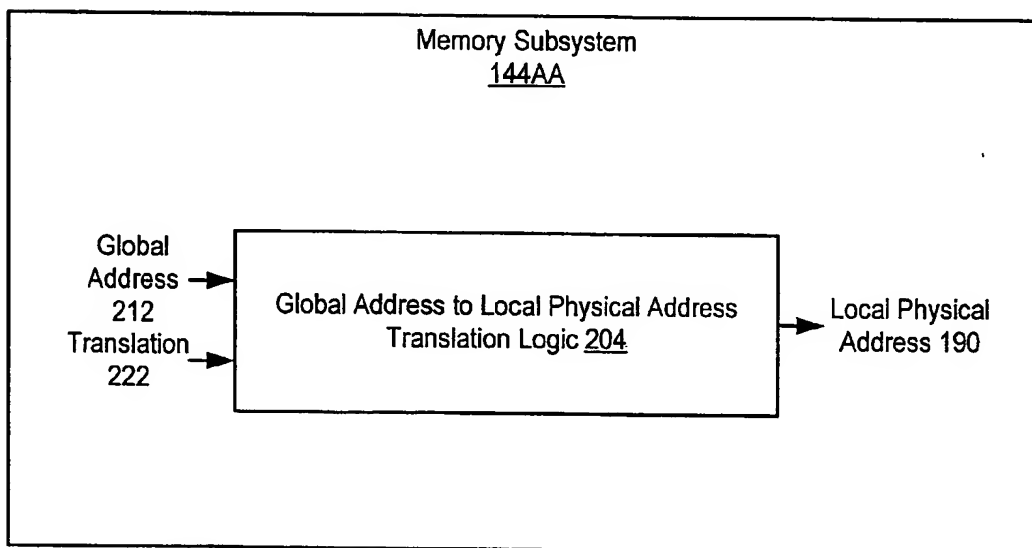 Memory Subsystem
144AA
Global
Address
212
Translation
222
Global Address to Local Physical Address
Translation Logic 204
Local Physical
Address 190